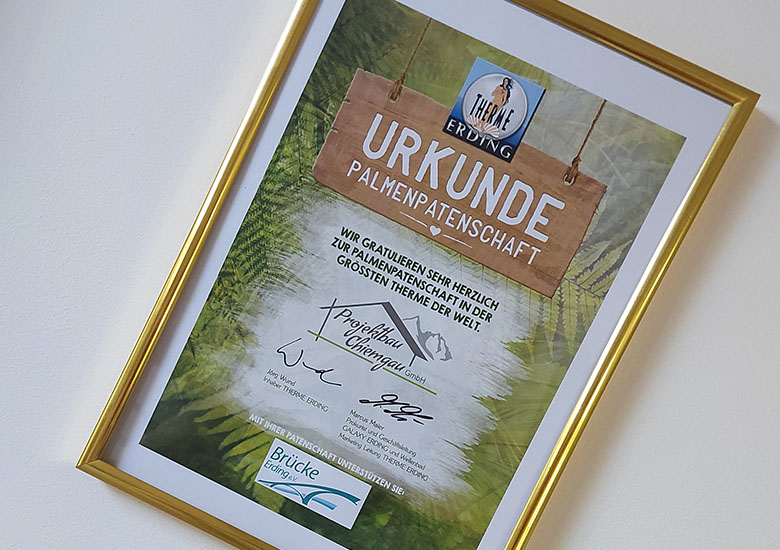 THERME
ERDING
URKUNDE
PALMENPATENSCHAFT
WIR GRATULIEREN SEHR HERZLICH
ZUR PALMENPATENSCHAFT IN DER
GRÖSSTEN THERME DER WELT.
AH
Projektbau
Chiemgau GmbH
Jörg Wund
Inhaber THERME ERDING
Marcus Maier
Prokurist und Geschäftsleitung
GALAXY ERDING und Wellenbad
Marketing Leitung THERME ERDING
MIT IHRER PATENSCHAFT UNTERSTÜTZEN SIE:
Brücke
Erding e.V.